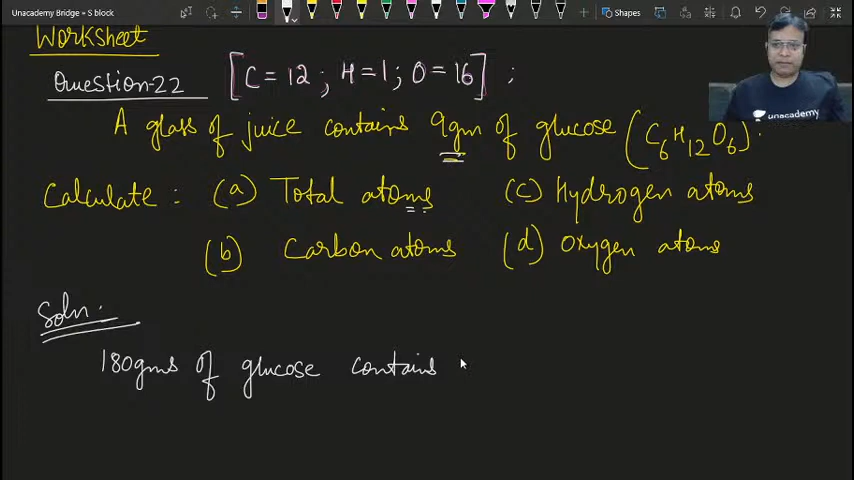 Unacademy Bridge + S block
Shapes
Worksheet
Question-22 [C = 12 ; H = 1 ; O = 16] ;
A glass of juice contains 9gm of glucose (C6H12O6).
Calculate : (a) Total atoms (c) Hydrogen atoms
(b) Carbon atoms (d) Oxygen atoms
Soln:
180gms of glucose contains
unacademy